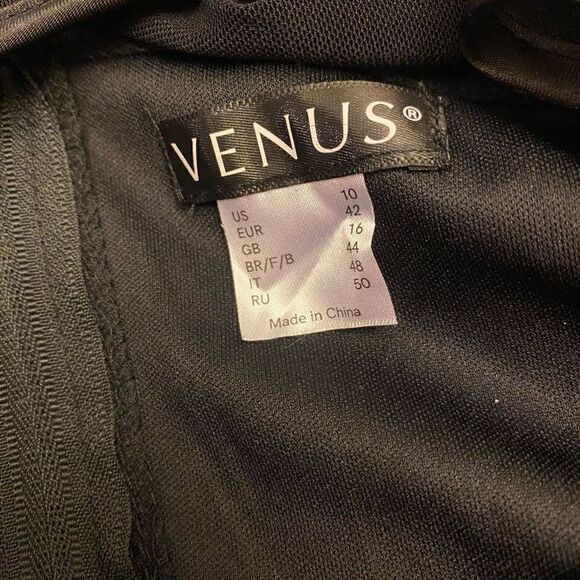 VENUS®
US 10
EUR 42
GB 16
BR/F/B 44
IT 48
RU 50
Made in China